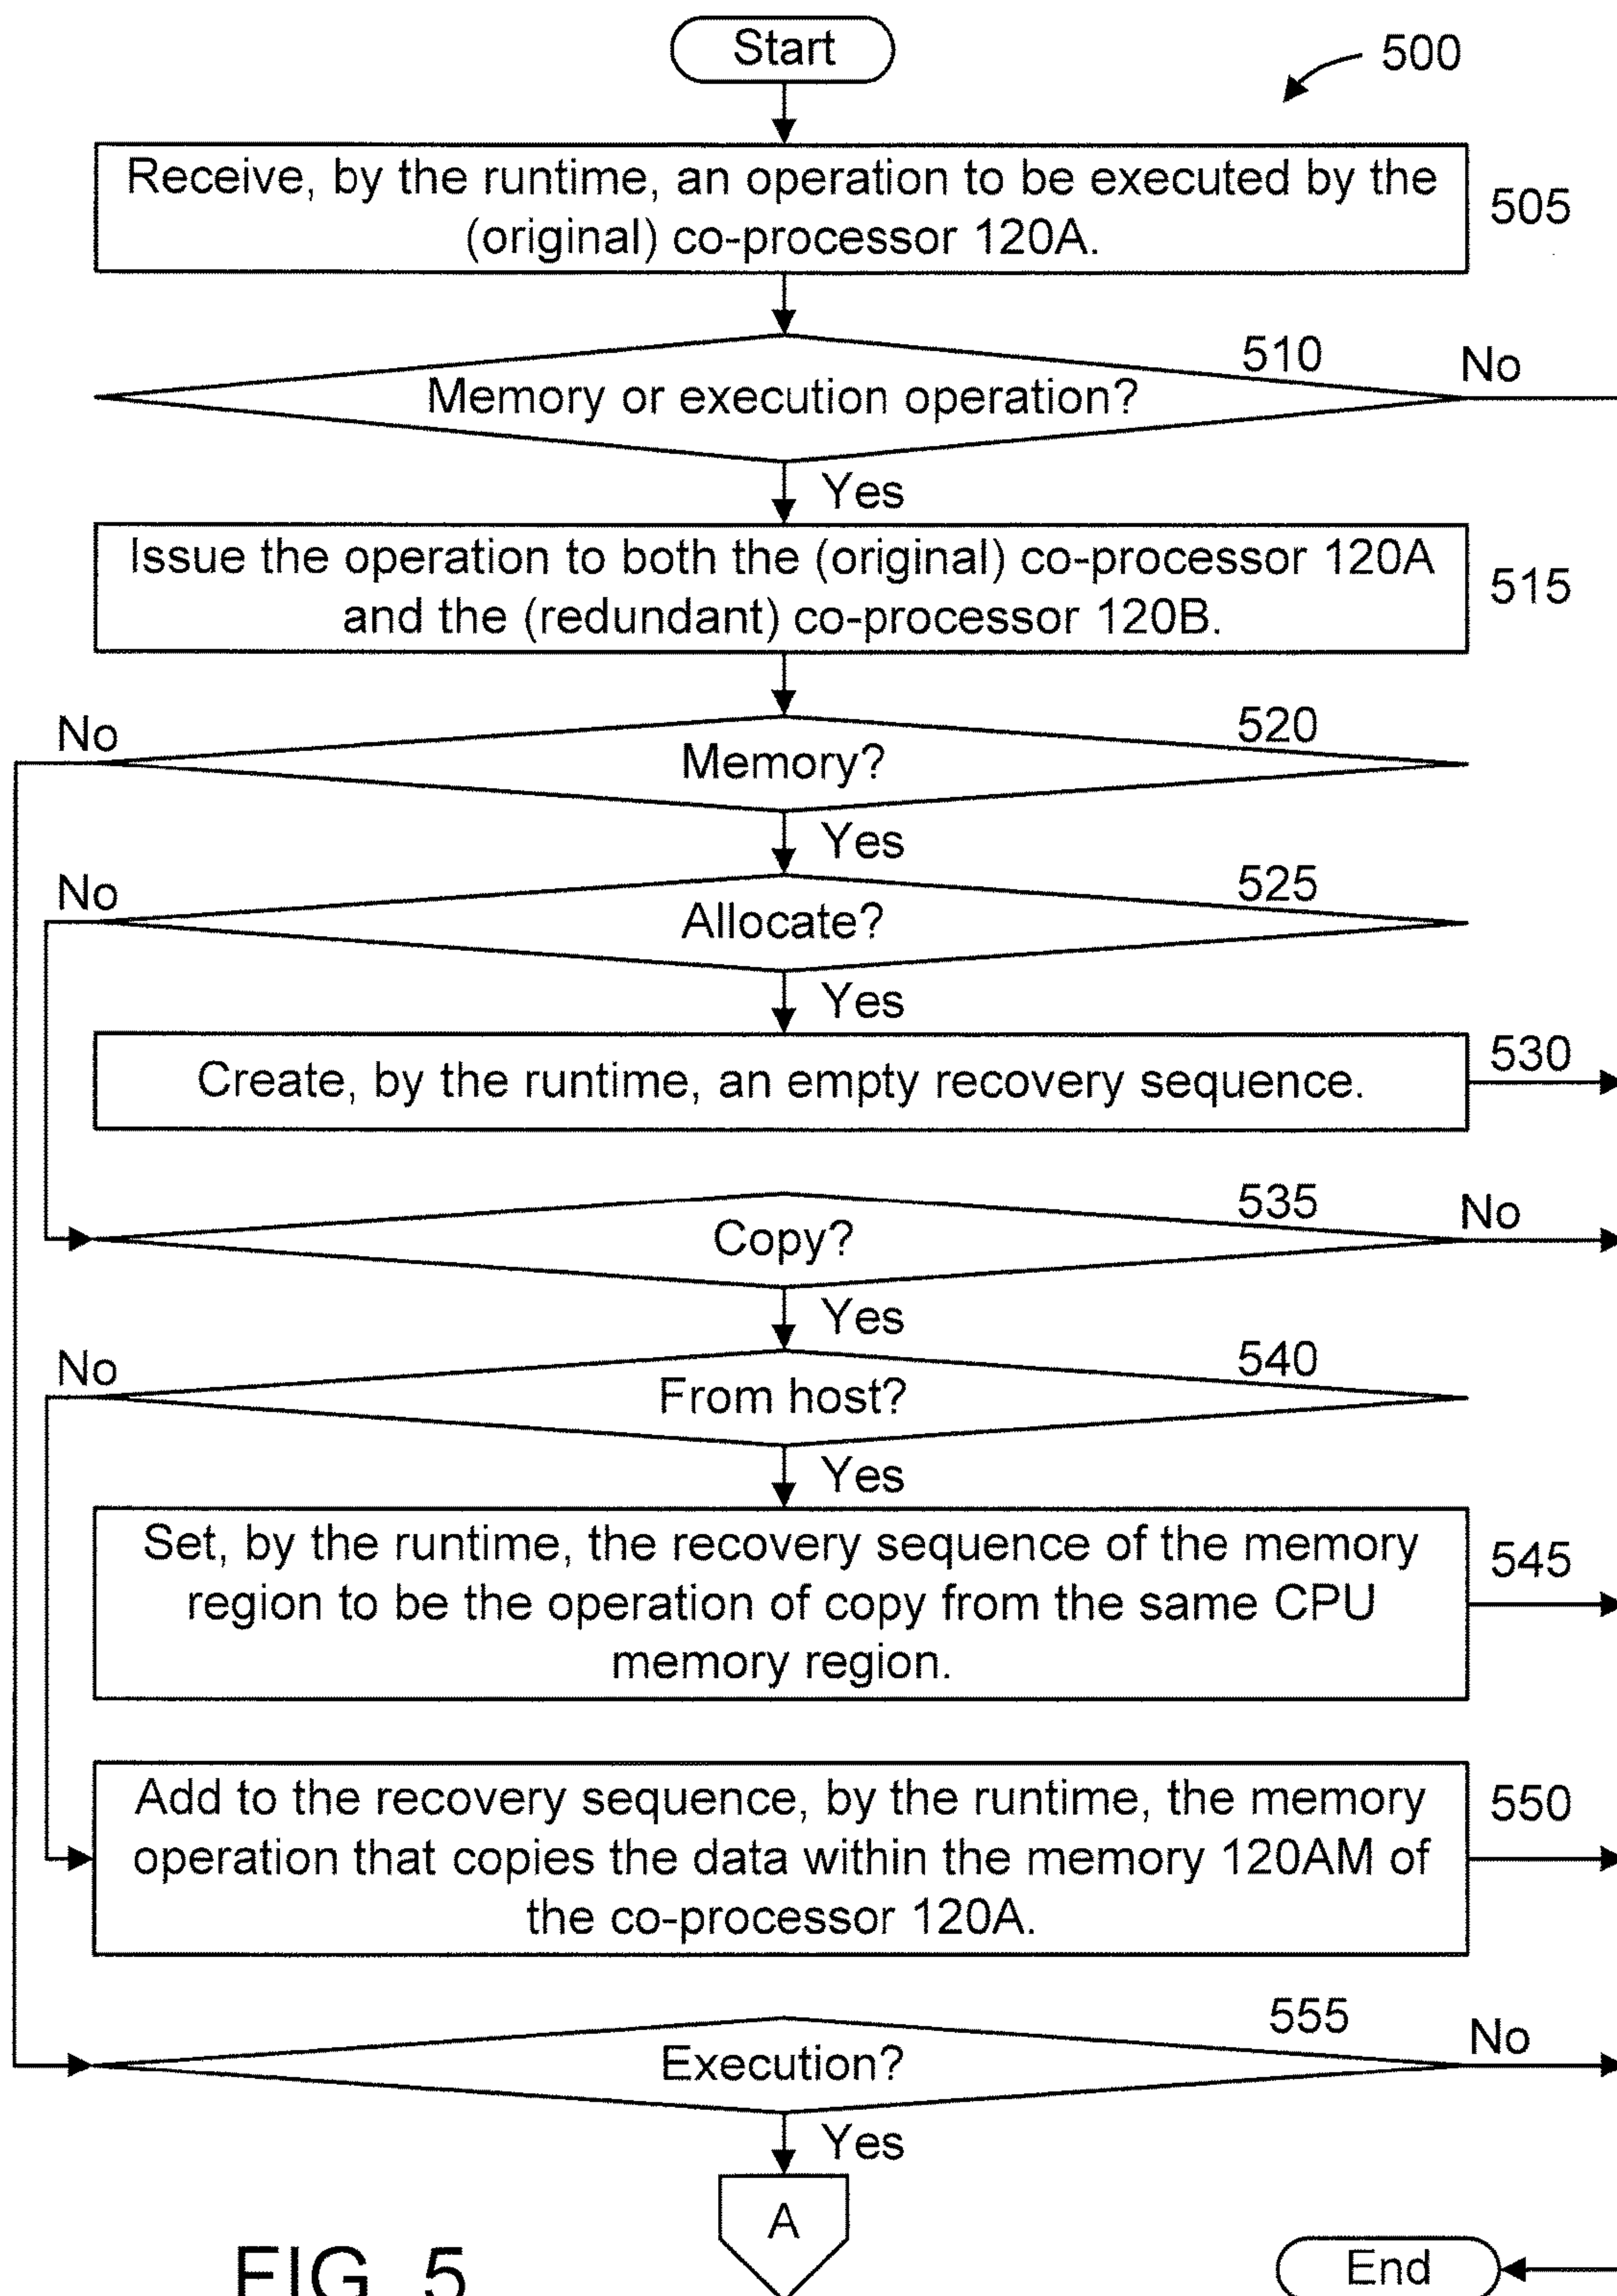 Start
500
Receive, by the runtime, an operation to be executed by the
(original) co-processor 120A.
505
510
No
Memory or execution operation?
Yes
Issue the operation to both the (original) co-processor 120A
and the (redundant) co-processor 120B.
515
No
520
Memory?
Yes
No
525
Allocate?
Yes
Create, by the runtime, an empty recovery sequence.
530
535
No
Copy?
Yes
No
540
From host?
Yes
Set, by the runtime, the recovery sequence of the memory
region to be the operation of copy from the same CPU
memory region.
545
Add to the recovery sequence, by the runtime, the memory
operation that copies the data within the memory 120AM of
the co-processor 120A.
550
555
No
Execution?
Yes
A
FIG. 5
End